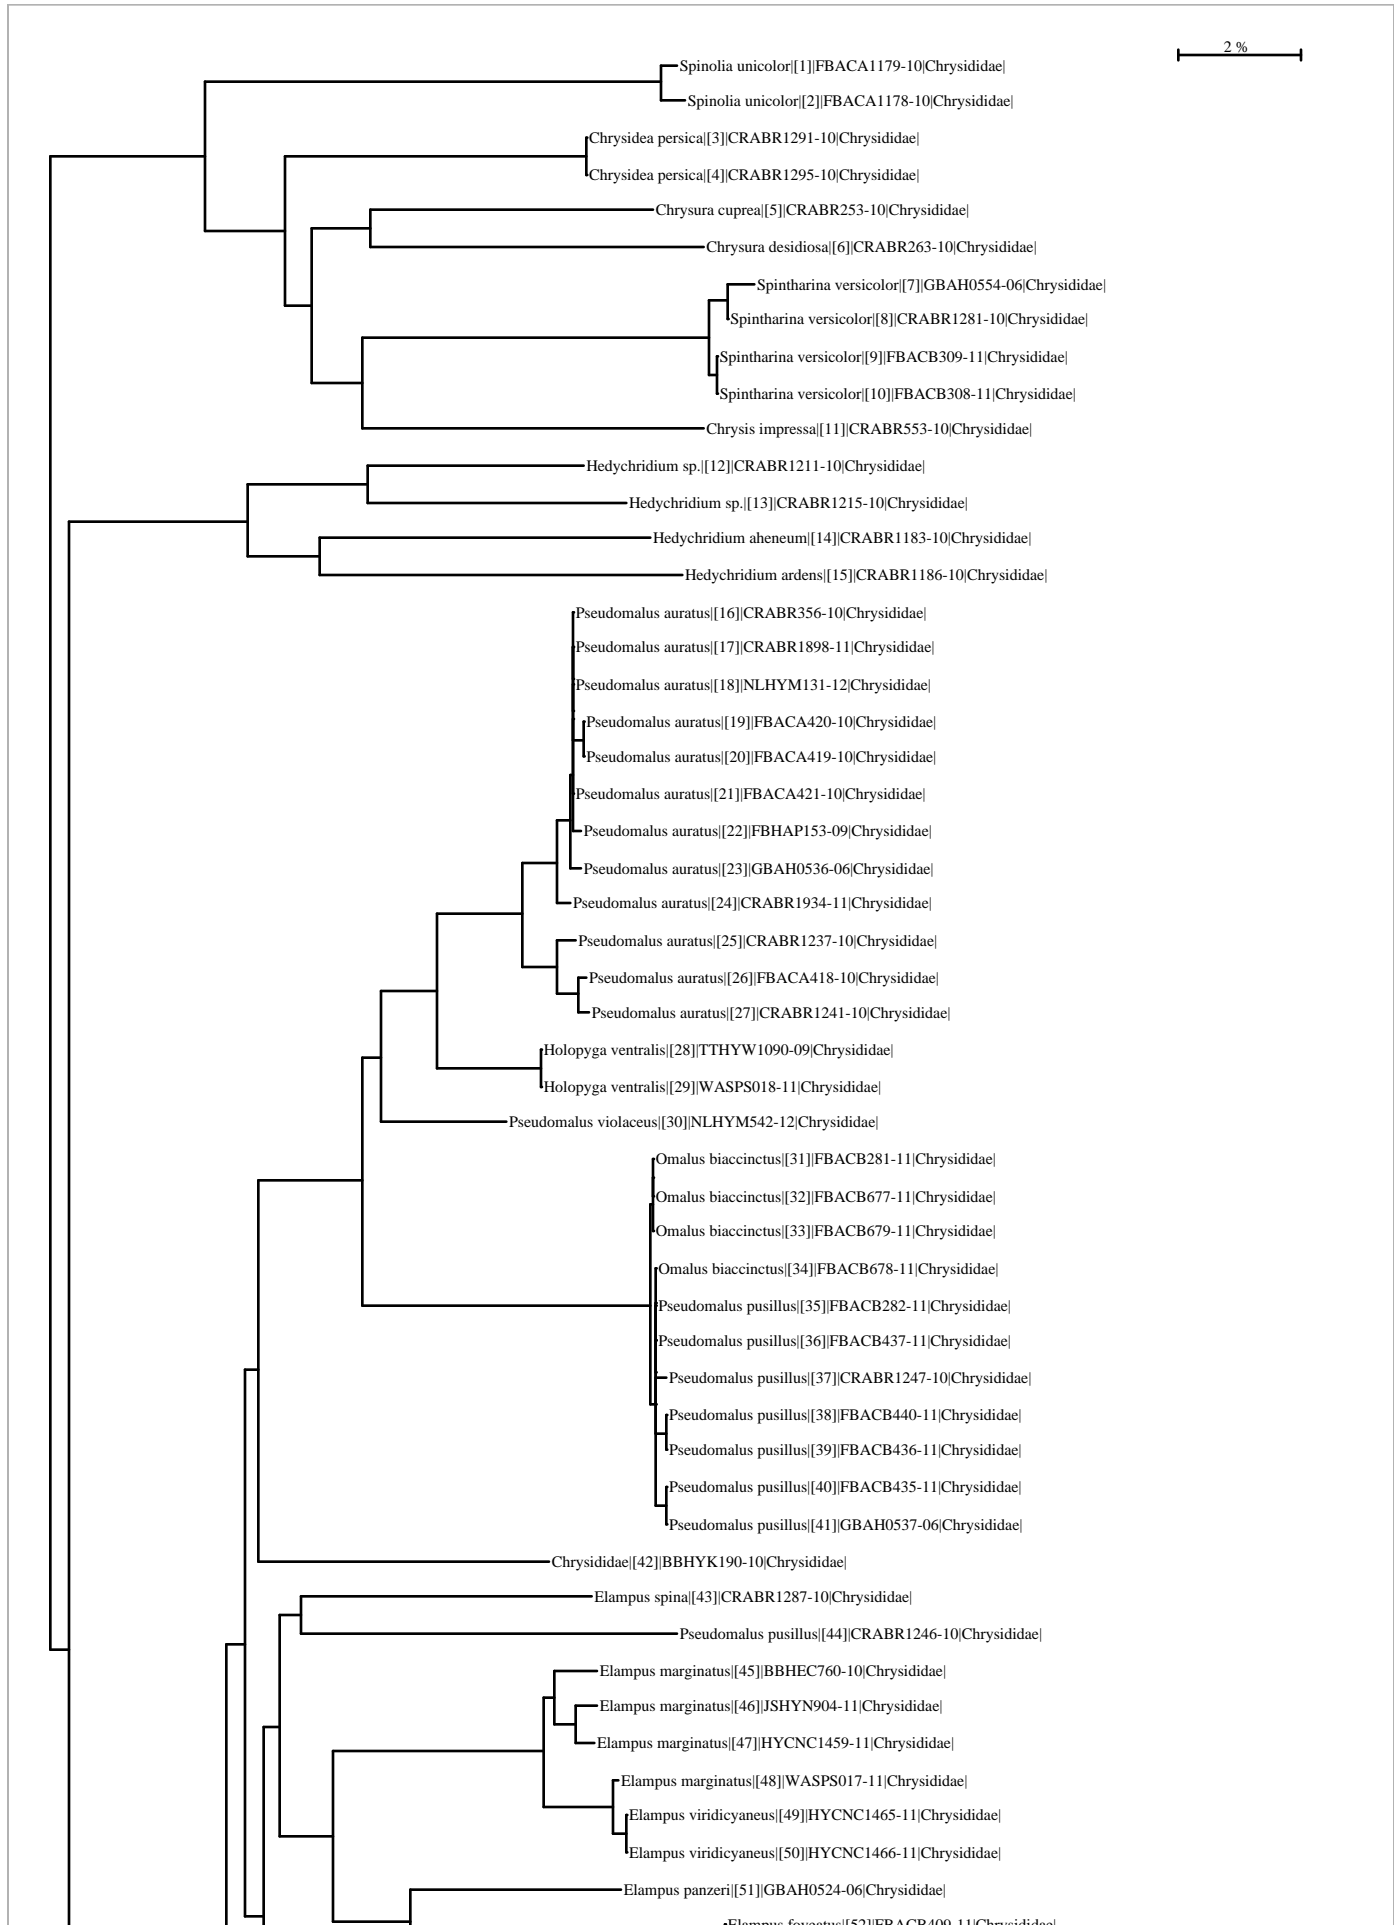 2 %
Spinolia unicolor|[1]|FBACA1179-10|Chrysididae|
Spinolia unicolor|[2]|FBACA1178-10|Chrysididae|
Chrysidea persica|[3]|CRABR1291-10|Chrysididae|
Chrysidea persica|[4]|CRABR1295-10|Chrysididae|
Chrysura cuprea|[5]|CRABR253-10|Chrysididae|
Chrysura desidiosa|[6]|CRABR263-10|Chrysididae|
Spintharina versicolor|[7]|GBAH0554-06|Chrysididae|
Spintharina versicolor|[8]|CRABR1281-10|Chrysididae|
Spintharina versicolor|[9]|FBACB309-11|Chrysididae|
Spintharina versicolor|[10]|FBACB308-11|Chrysididae|
Chrysis impressa|[11]|CRABR553-10|Chrysididae|
Hedychridium sp.|[12]|CRABR1211-10|Chrysididae|
Hedychridium sp.|[13]|CRABR1215-10|Chrysididae|
Hedychridium aheneum|[14]|CRABR1183-10|Chrysididae|
Hedychridium ardens|[15]|CRABR1186-10|Chrysididae|
Pseudomalus auratus|[16]|CRABR356-10|Chrysididae|
Pseudomalus auratus|[17]|CRABR1898-11|Chrysididae|
Pseudomalus auratus|[18]|NLHYM131-12|Chrysididae|
Pseudomalus auratus|[19]|FBACA420-10|Chrysididae|
Pseudomalus auratus|[20]|FBACA419-10|Chrysididae|
Pseudomalus auratus|[21]|FBACA421-10|Chrysididae|
Pseudomalus auratus|[22]|FBHAP153-09|Chrysididae|
Pseudomalus auratus|[23]|GBAH0536-06|Chrysididae|
Pseudomalus auratus|[24]|CRABR1934-11|Chrysididae|
Pseudomalus auratus|[25]|CRABR1237-10|Chrysididae|
Pseudomalus auratus|[26]|FBACA418-10|Chrysididae|
Pseudomalus auratus|[27]|CRABR1241-10|Chrysididae|
Holopyga ventralis|[28]|TTHYW1090-09|Chrysididae|
Holopyga ventralis|[29]|WASPS018-11|Chrysididae|
Pseudomalus violaceus|[30]|NLHYM542-12|Chrysididae|
Omalus biaccinctus|[31]|FBACB281-11|Chrysididae|
Omalus biaccinctus|[32]|FBACB677-11|Chrysididae|
Omalus biaccinctus|[33]|FBACB679-11|Chrysididae|
Omalus biaccinctus|[34]|FBACB678-11|Chrysididae|
Pseudomalus pusillus|[35]|FBACB282-11|Chrysididae|
Pseudomalus pusillus|[36]|FBACB437-11|Chrysididae|
Pseudomalus pusillus|[37]|CRABR1247-10|Chrysididae|
Pseudomalus pusillus|[38]|FBACB440-11|Chrysididae|
Pseudomalus pusillus|[39]|FBACB436-11|Chrysididae|
Pseudomalus pusillus|[40]|FBACB435-11|Chrysididae|
Pseudomalus pusillus|[41]|GBAH0537-06|Chrysididae|
Chrysididae|[42]|BBHYK190-10|Chrysididae|
Elampus spina|[43]|CRABR1287-10|Chrysididae|
Pseudomalus pusillus|[44]|CRABR1246-10|Chrysididae|
Elampus marginatus|[45]|BBHEC760-10|Chrysididae|
Elampus marginatus|[46]|JSHYN904-11|Chrysididae|
Elampus marginatus|[47]|HYCNC1459-11|Chrysididae|
Elampus marginatus|[48]|WASPS017-11|Chrysididae|
Elampus viridicyaneus|[49]|HYCNC1465-11|Chrysididae|
Elampus viridicyaneus|[50]|HYCNC1466-11|Chrysididae|
Elampus panzeri|[51]|GBAH0524-06|Chrysididae|
Elampus foveatus|[52]|FBACB409-11|Chrysididae|